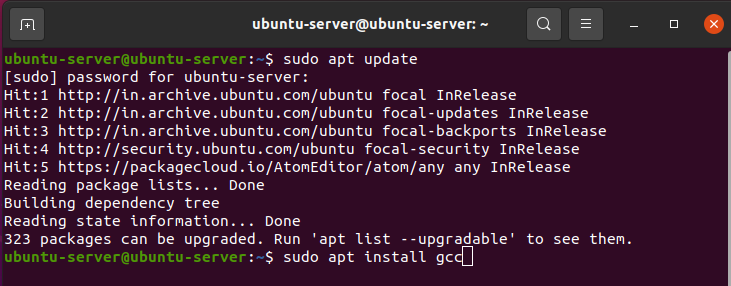 ubuntu-server@ubuntu-server: ~
ubuntu-server@ubuntu-server:~$ sudo apt update
[sudo] password for ubuntu-server:
Hit:1 http://in.archive.ubuntu.com/ubuntu focal InRelease
Hit:2 http://in.archive.ubuntu.com/ubuntu focal-updates InRelease
Hit:3 http://in.archive.ubuntu.com/ubuntu focal-backports InRelease
Hit:4 http://security.ubuntu.com/ubuntu focal-security InRelease
Hit:5 https://packagecloud.io/AtomEditor/atom/any any InRelease
Reading package lists... Done
Building dependency tree
Reading state information... Done
323 packages can be upgraded. Run 'apt list --upgradable' to see them.
ubuntu-server@ubuntu-server:~$ sudo apt install gcc